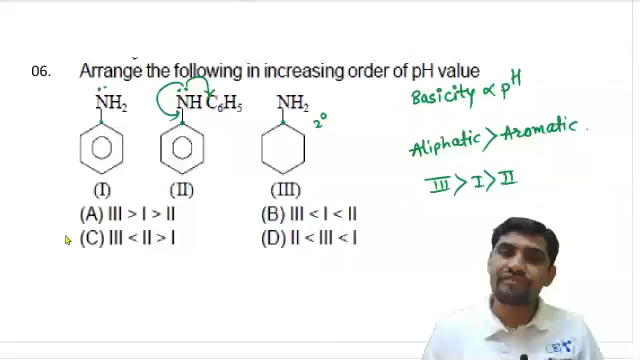 06. Arrange the following in increasing order of pH value
Basicity ∝ pH
NH2 NH C6H5 NH2
2°
Aliphatic > Aromatic.
III > I > II
(I) (II) (III)
(A) III > I > II (B) III < I < II
(C) III < II > I (D) II < III < I